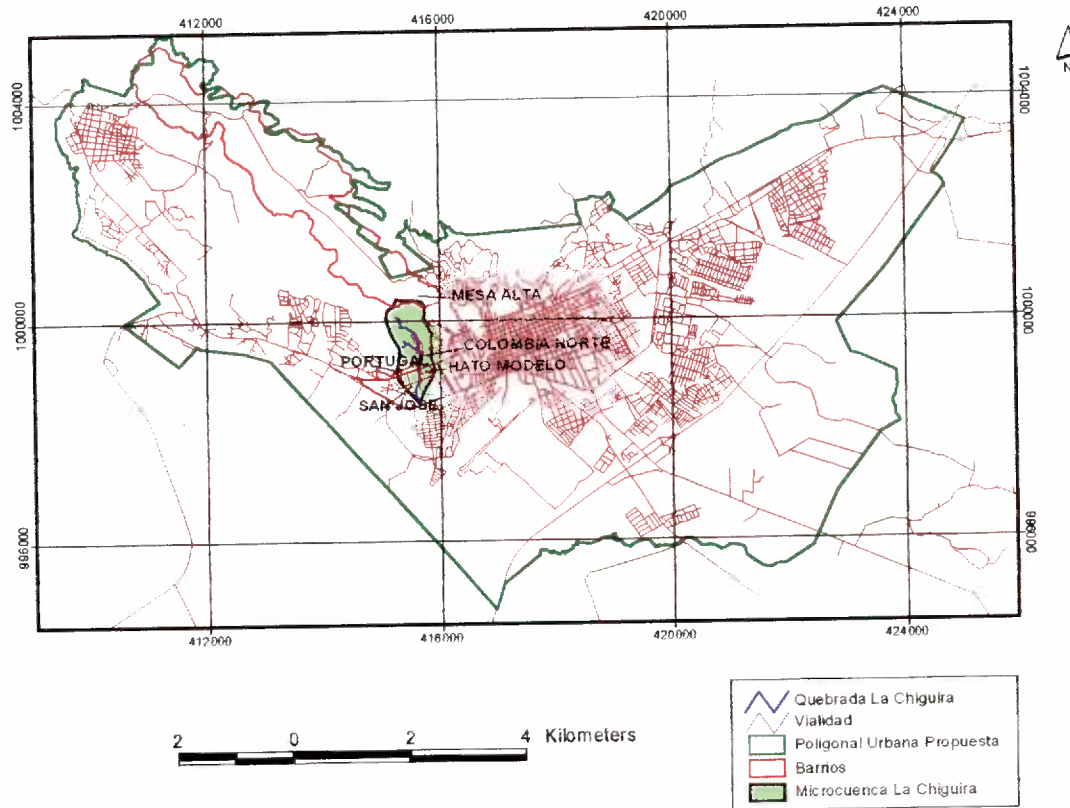 412000 416000 420000 424000
N
1004000
1004000
MESA ALTA
1000000
1000000
COLOMBIA NORTE
PORTUGAL
HATO MODELO
SAN JOSE
996000
996000
412000 416000 420000 424000
2 0 2 4 Kilometers
Quebrada La Chiguira
Vialidad
Poligonal Urbana Propuesta
Barrios
Microcuenca La Chiguira